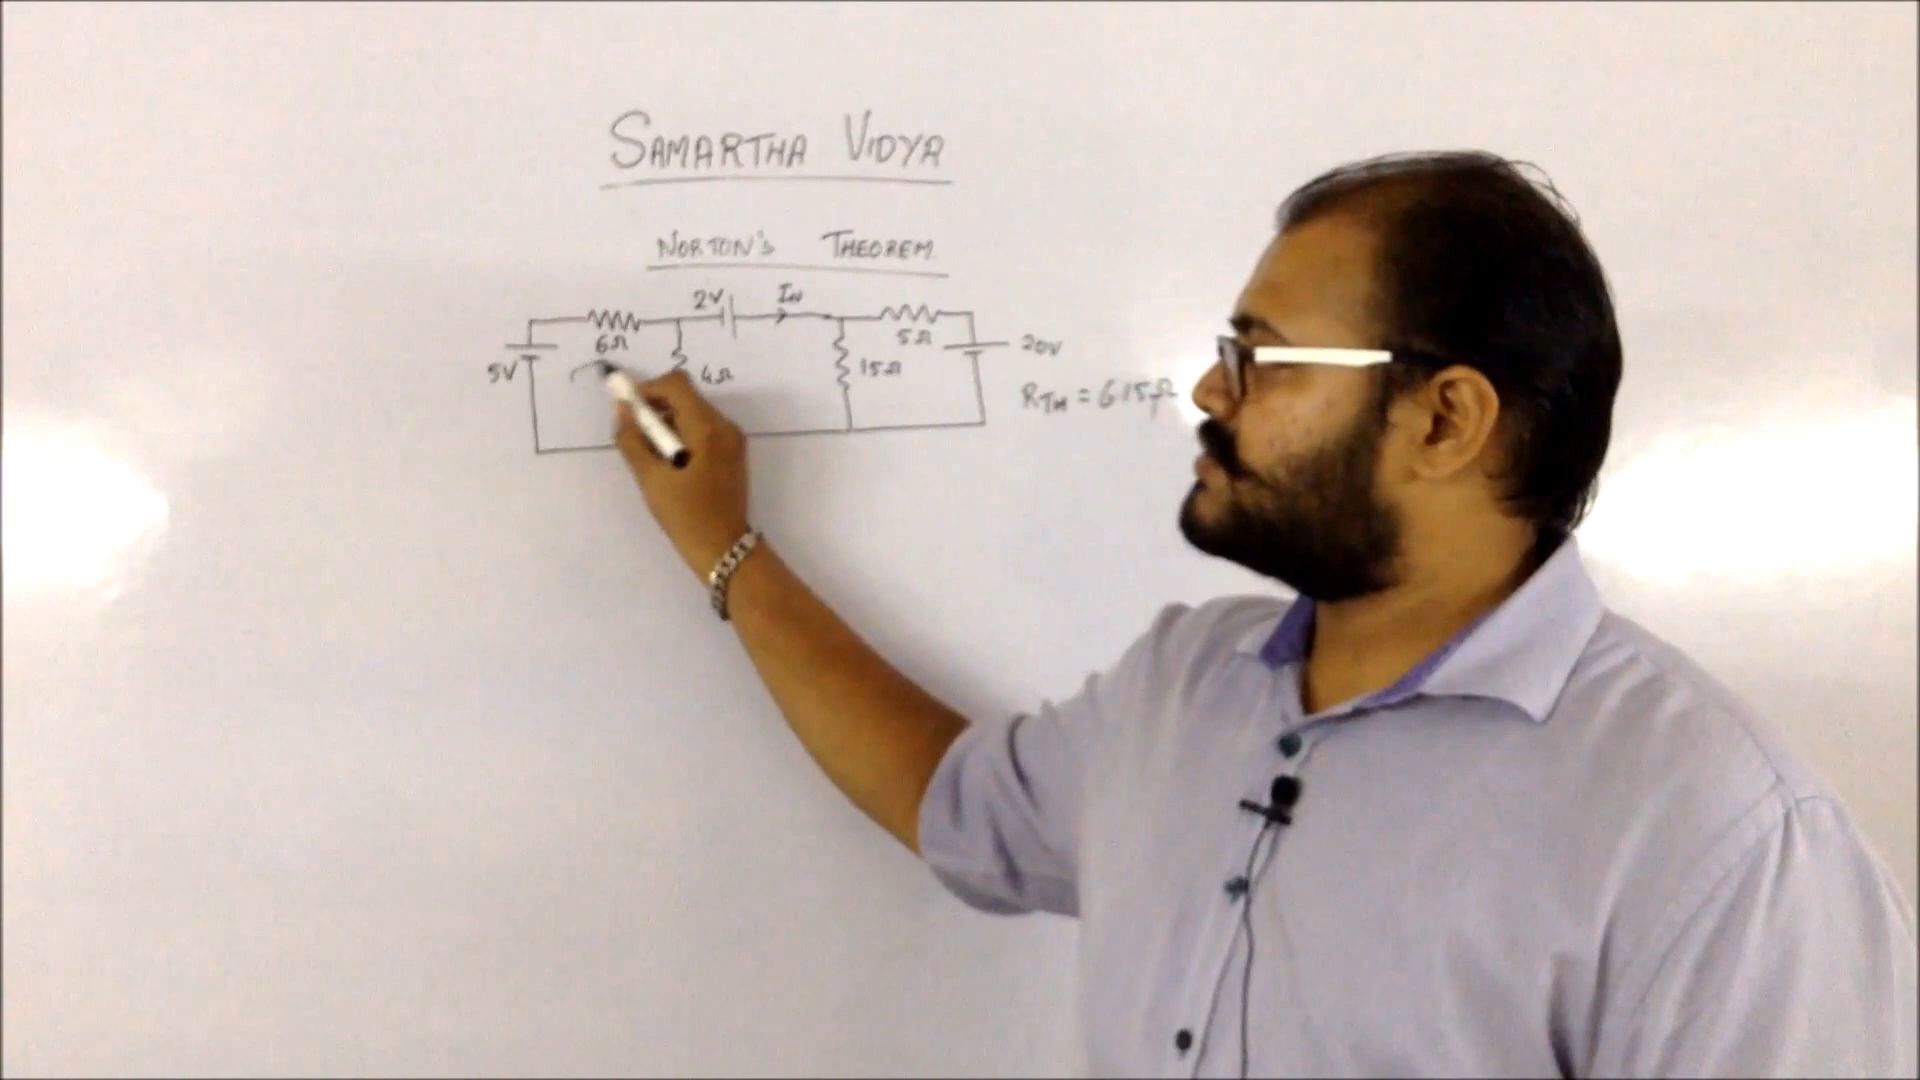 SAMARTHA VIDYA
NORTON'S THEOREM
2V IN
6Ω 5Ω 20V
5V 4Ω 15Ω
RTH = 6.15Ω